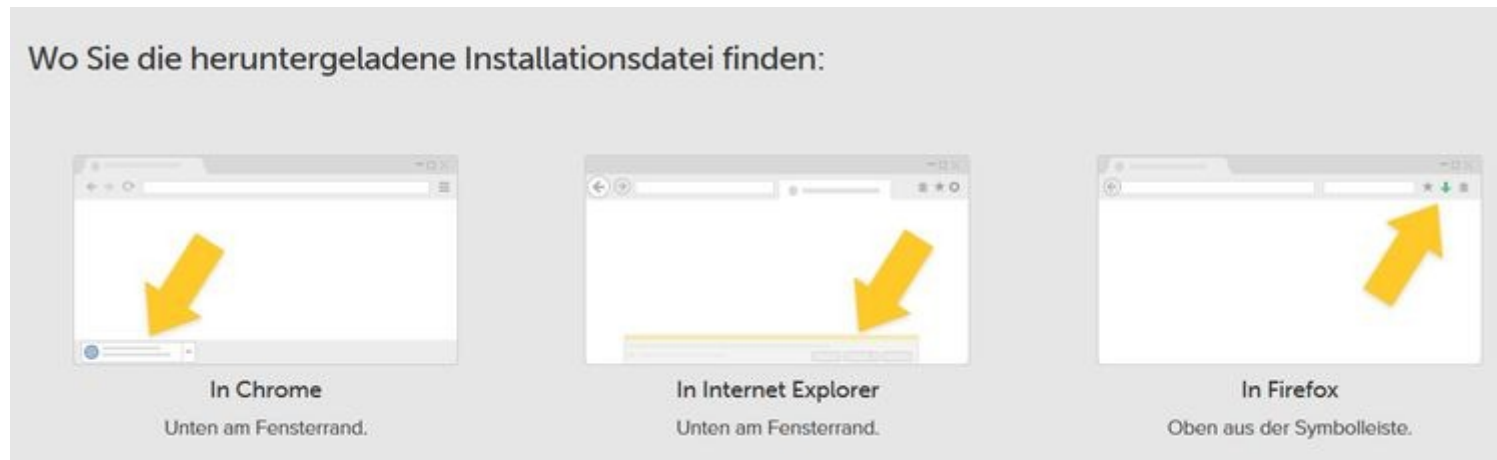 Wo Sie die heruntergeladene Installationsdatei finden:
In Chrome
Unten am Fensterrand.
In Internet Explorer
Unten am Fensterrand.
In Firefox
Oben aus der Symbolleiste.